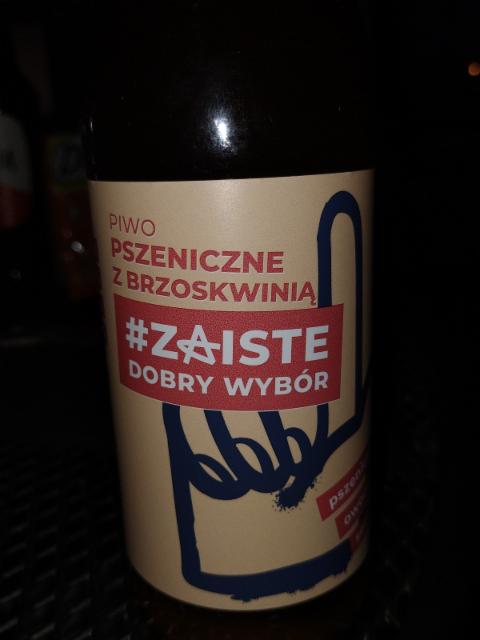 PIWO
PSZENICZNE
Z BRZOSKWINIĄ
#ZAISTE
DOBRY WYBÓR